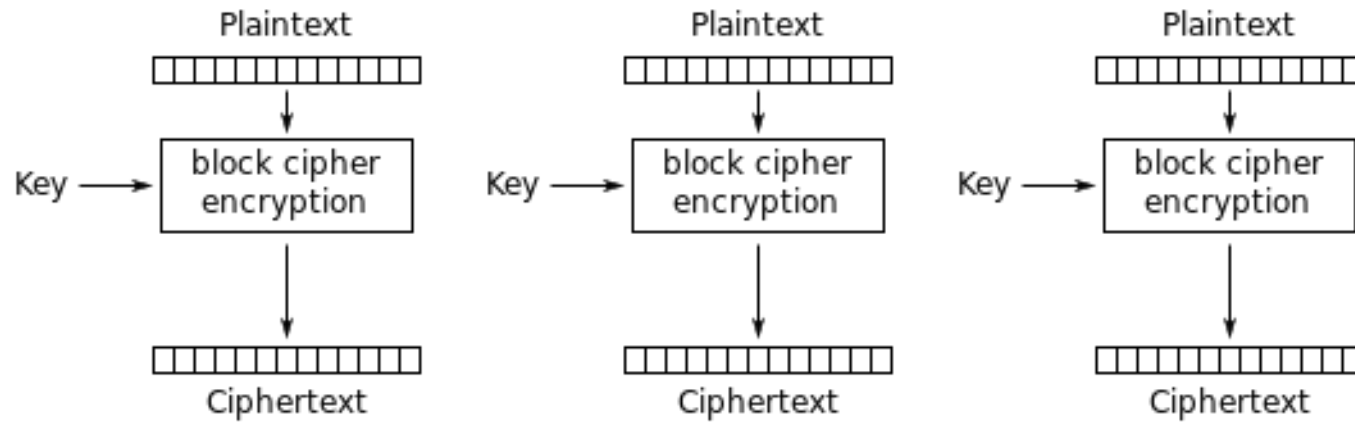 Plaintext
Plaintext
Plaintext
Key
block cipher
encryption
Key
block cipher
encryption
Key
block cipher
encryption
Ciphertext
Ciphertext
Ciphertext